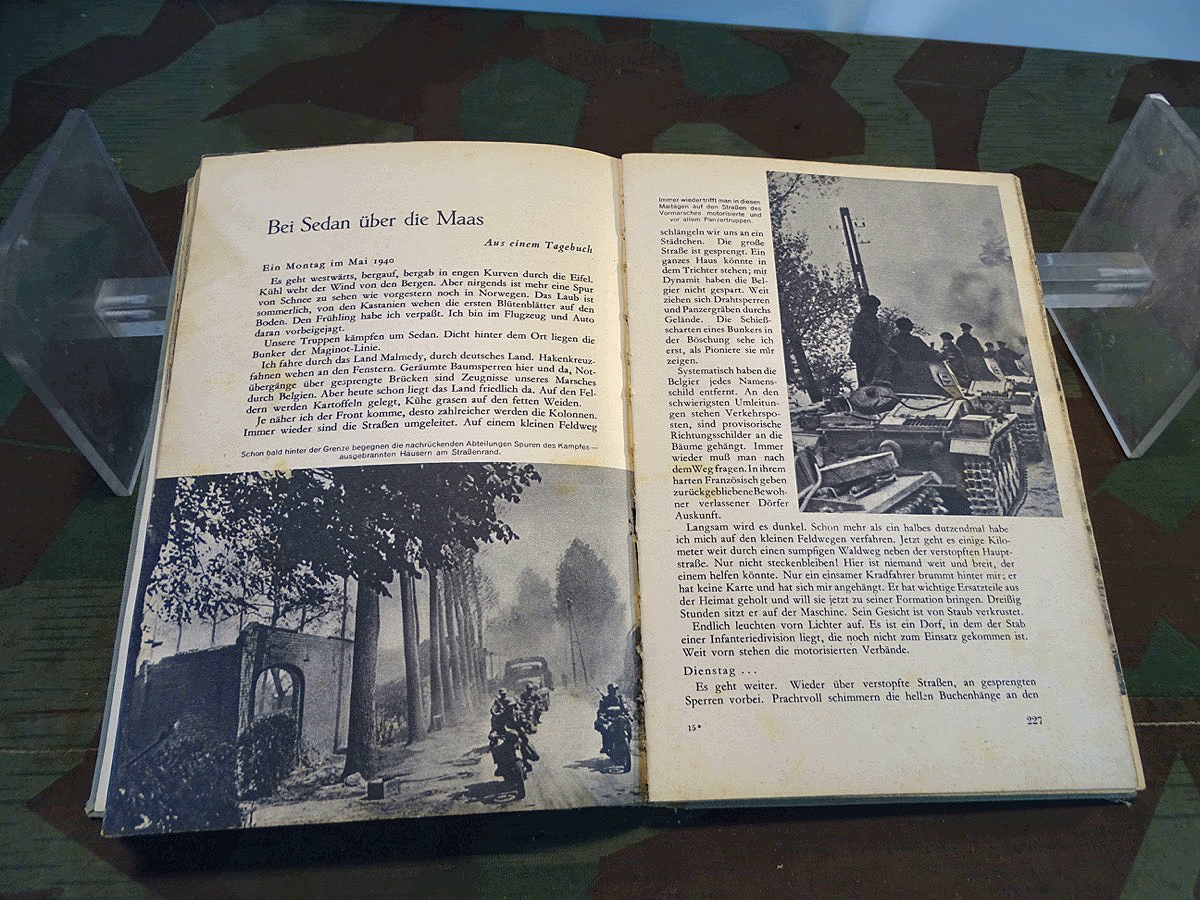 Bei Sedan über die Maas
Aus einem Tagebuch
Ein Montag im Mai 1940
Es geht westwärts, bergauf, bergab in engen Kurven durch die Eifel.
Kühl weht der Wind von den Bergen. Aber nirgends ist mehr eine Spur
von Schnee zu sehen wie vorgestern noch in Norwegen. Das Laub ist
sommerlich, von den Kastanien wehen die ersten Blütenblätter auf den
Boden. Den Frühling habe ich verpaßt. Ich bin im Flugzeug und Auto
daran vorbeigejagt.
Unsere Truppen kämpfen um Sedan. Dicht hinter dem Ort liegen die
Bunker der Maginot-Linie.
Ich fahre durch das Land Malmedy, durch deutsches Land. Hakenkreuz-
fahnen wehen an den Fenstern. Geräumte Baumsperren hier und da, Not-
übergänge über gesprengte Brücken sind Zeugnisse unseres Marsches
durch Belgien. Aber heute schon liegt das Land friedlich da. Auf den Fel-
dern werden Kartoffeln gelegt, Kühe grasen auf den fetten Weiden.
Je näher ich der Front komme, desto zahlreicher werden die Kolonnen.
Immer wieder sind die Straßen umgeleitet. Auf einem kleinen Feldweg
Schon bald hinter der Grenze begegnen die nachrückenden Abteilungen Spuren des Kampfes—
ausgebrannten Häusern am Straßenrand.
Immer wieder trifft man in diesen
Maitagen auf den Straßen des
Vormarsches motorisierte und
vor allem Panzertruppen.
schlängeln wir uns an ein
Städtchen. Die große
Straße ist gesprengt. Ein
ganzes Haus könnte in
dem Trichter stehen; mit
Dynamit haben die Bel-
gier nicht gespart. Weit
ziehen sich Drahtsperren
und Panzergräben durchs
Gelände. Die Schieß-
scharten eines Bunkers in
der Böschung sehe ich
erst, als Pioniere sie mir
zeigen.
Systematisch haben die
Belgier jedes Namens-
schild entfernt. An den
schwierigsten Umleitun-
gen stehen Verkehrspo-
sten, sind provisorische
Richtungsschilder an die
Bäume gehängt. Immer
wieder muß man nach
dem Weg fragen. In ihrem
harten Französisch geben
zurückgebliebene Bewoh-
ner verlassener Dörfer
Auskunft.
Langsam wird es dunkel. Schon mehr als ein halbes dutzendmal habe
ich mich auf den kleinen Feldwegen verfahren. Jetzt geht es einige Kilo-
meter weit durch einen sumpfigen Waldweg neben der verstopften Haupt-
straße. Nur nicht steckenbleiben! Hier ist niemand weit und breit, der
einem helfen könnte. Nur ein einsamer Kradfahrer brummt hinter mir; er
hat keine Karte und hat sich mir angehängt. Er hat wichtige Ersatzteile aus
der Heimat geholt und will sie jetzt zu seiner Formation bringen. Dreißig
Stunden sitzt er auf der Maschine. Sein Gesicht ist von Staub verkrustet.
Endlich leuchten vorn Lichter auf. Es ist ein Dorf, in dem der Stab
einer Infanteriedivision liegt, die noch nicht zum Einsatz gekommen ist.
Weit vorn stehen die motorisierten Verbände.
Dienstag ...
Es geht weiter. Wieder über verstopfte Straßen, an gesprengten
Sperren vorbei. Prachtvoll schimmern die hellen Buchenhänge an den
15*
227